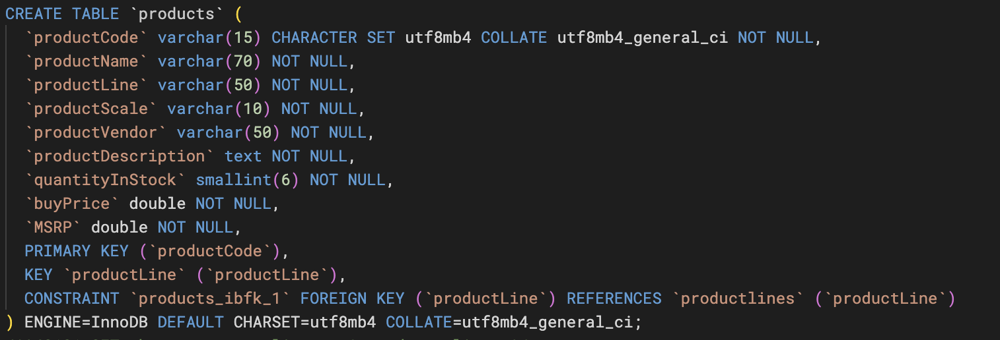 CREATE TABLE `products` (
  `productCode` varchar(15) CHARACTER SET utf8mb4 COLLATE utf8mb4_general_ci NOT NULL,
  `productName` varchar(70) NOT NULL,
  `productLine` varchar(50) NOT NULL,
  `productScale` varchar(10) NOT NULL,
  `productVendor` varchar(50) NOT NULL,
  `productDescription` text NOT NULL,
  `quantityInStock` smallint(6) NOT NULL,
  `buyPrice` double NOT NULL,
  `MSRP` double NOT NULL,
  PRIMARY KEY (`productCode`),
  KEY `productLine` (`productLine`),
  CONSTRAINT `products_ibfk_1` FOREIGN KEY (`productLine`) REFERENCES `productlines` (`productLine`)
) ENGINE=InnoDB DEFAULT CHARSET=utf8mb4 COLLATE=utf8mb4_general_ci;